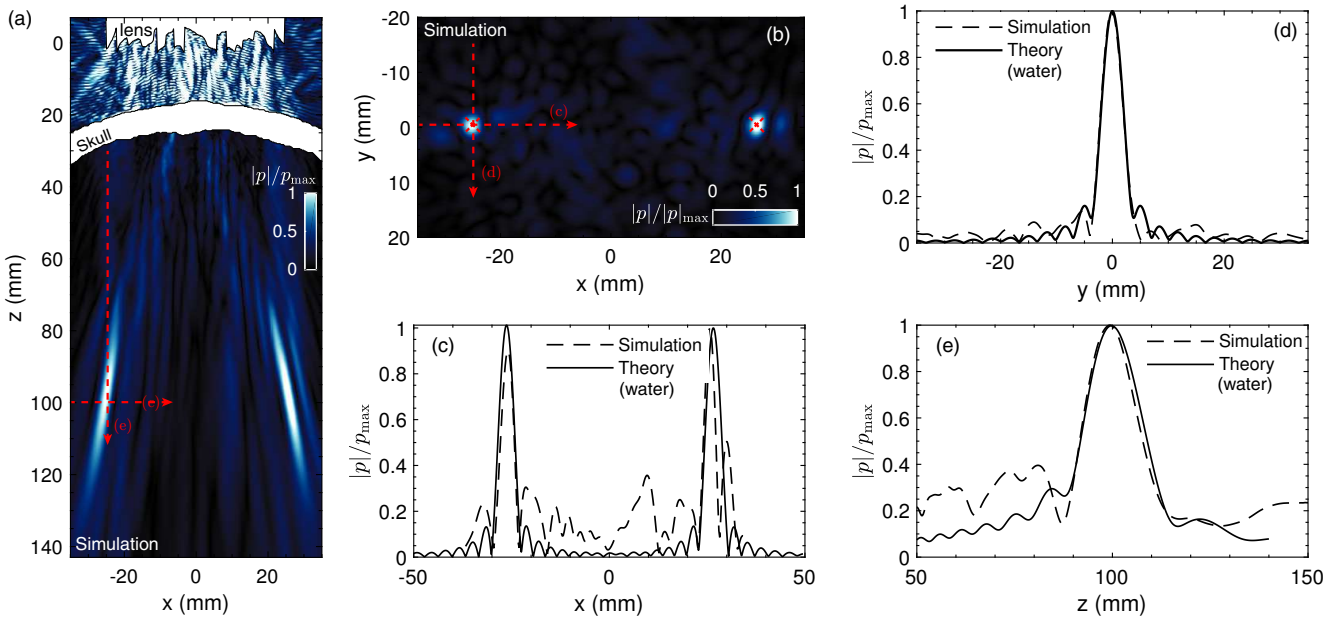 (a)
lens
0
20
40
60
80
100
120
140
z (mm)
Skull
|p|/p_max
1
0.5
0
(c)
(e)
Simulation
-20
0
20
x (mm)
Simulation
(b)
-20
-10
0
10
20
y (mm)
(c)
(d)
0
0.5
1
|p|/|p|_max
-20
0
20
x (mm)
(c)
Simulation
Theory
(water)
1
0.8
0.6
0.4
0.2
0
|p|/p_max
-50
0
50
x (mm)
(d)
Simulation
Theory
(water)
1
0.8
0.6
0.4
0.2
0
|p|/p_max
-20
0
20
y (mm)
(e)
Simulation
Theory
(water)
1
0.8
0.6
0.4
0.2
0
|p|/p_max
50
100
150
z (mm)